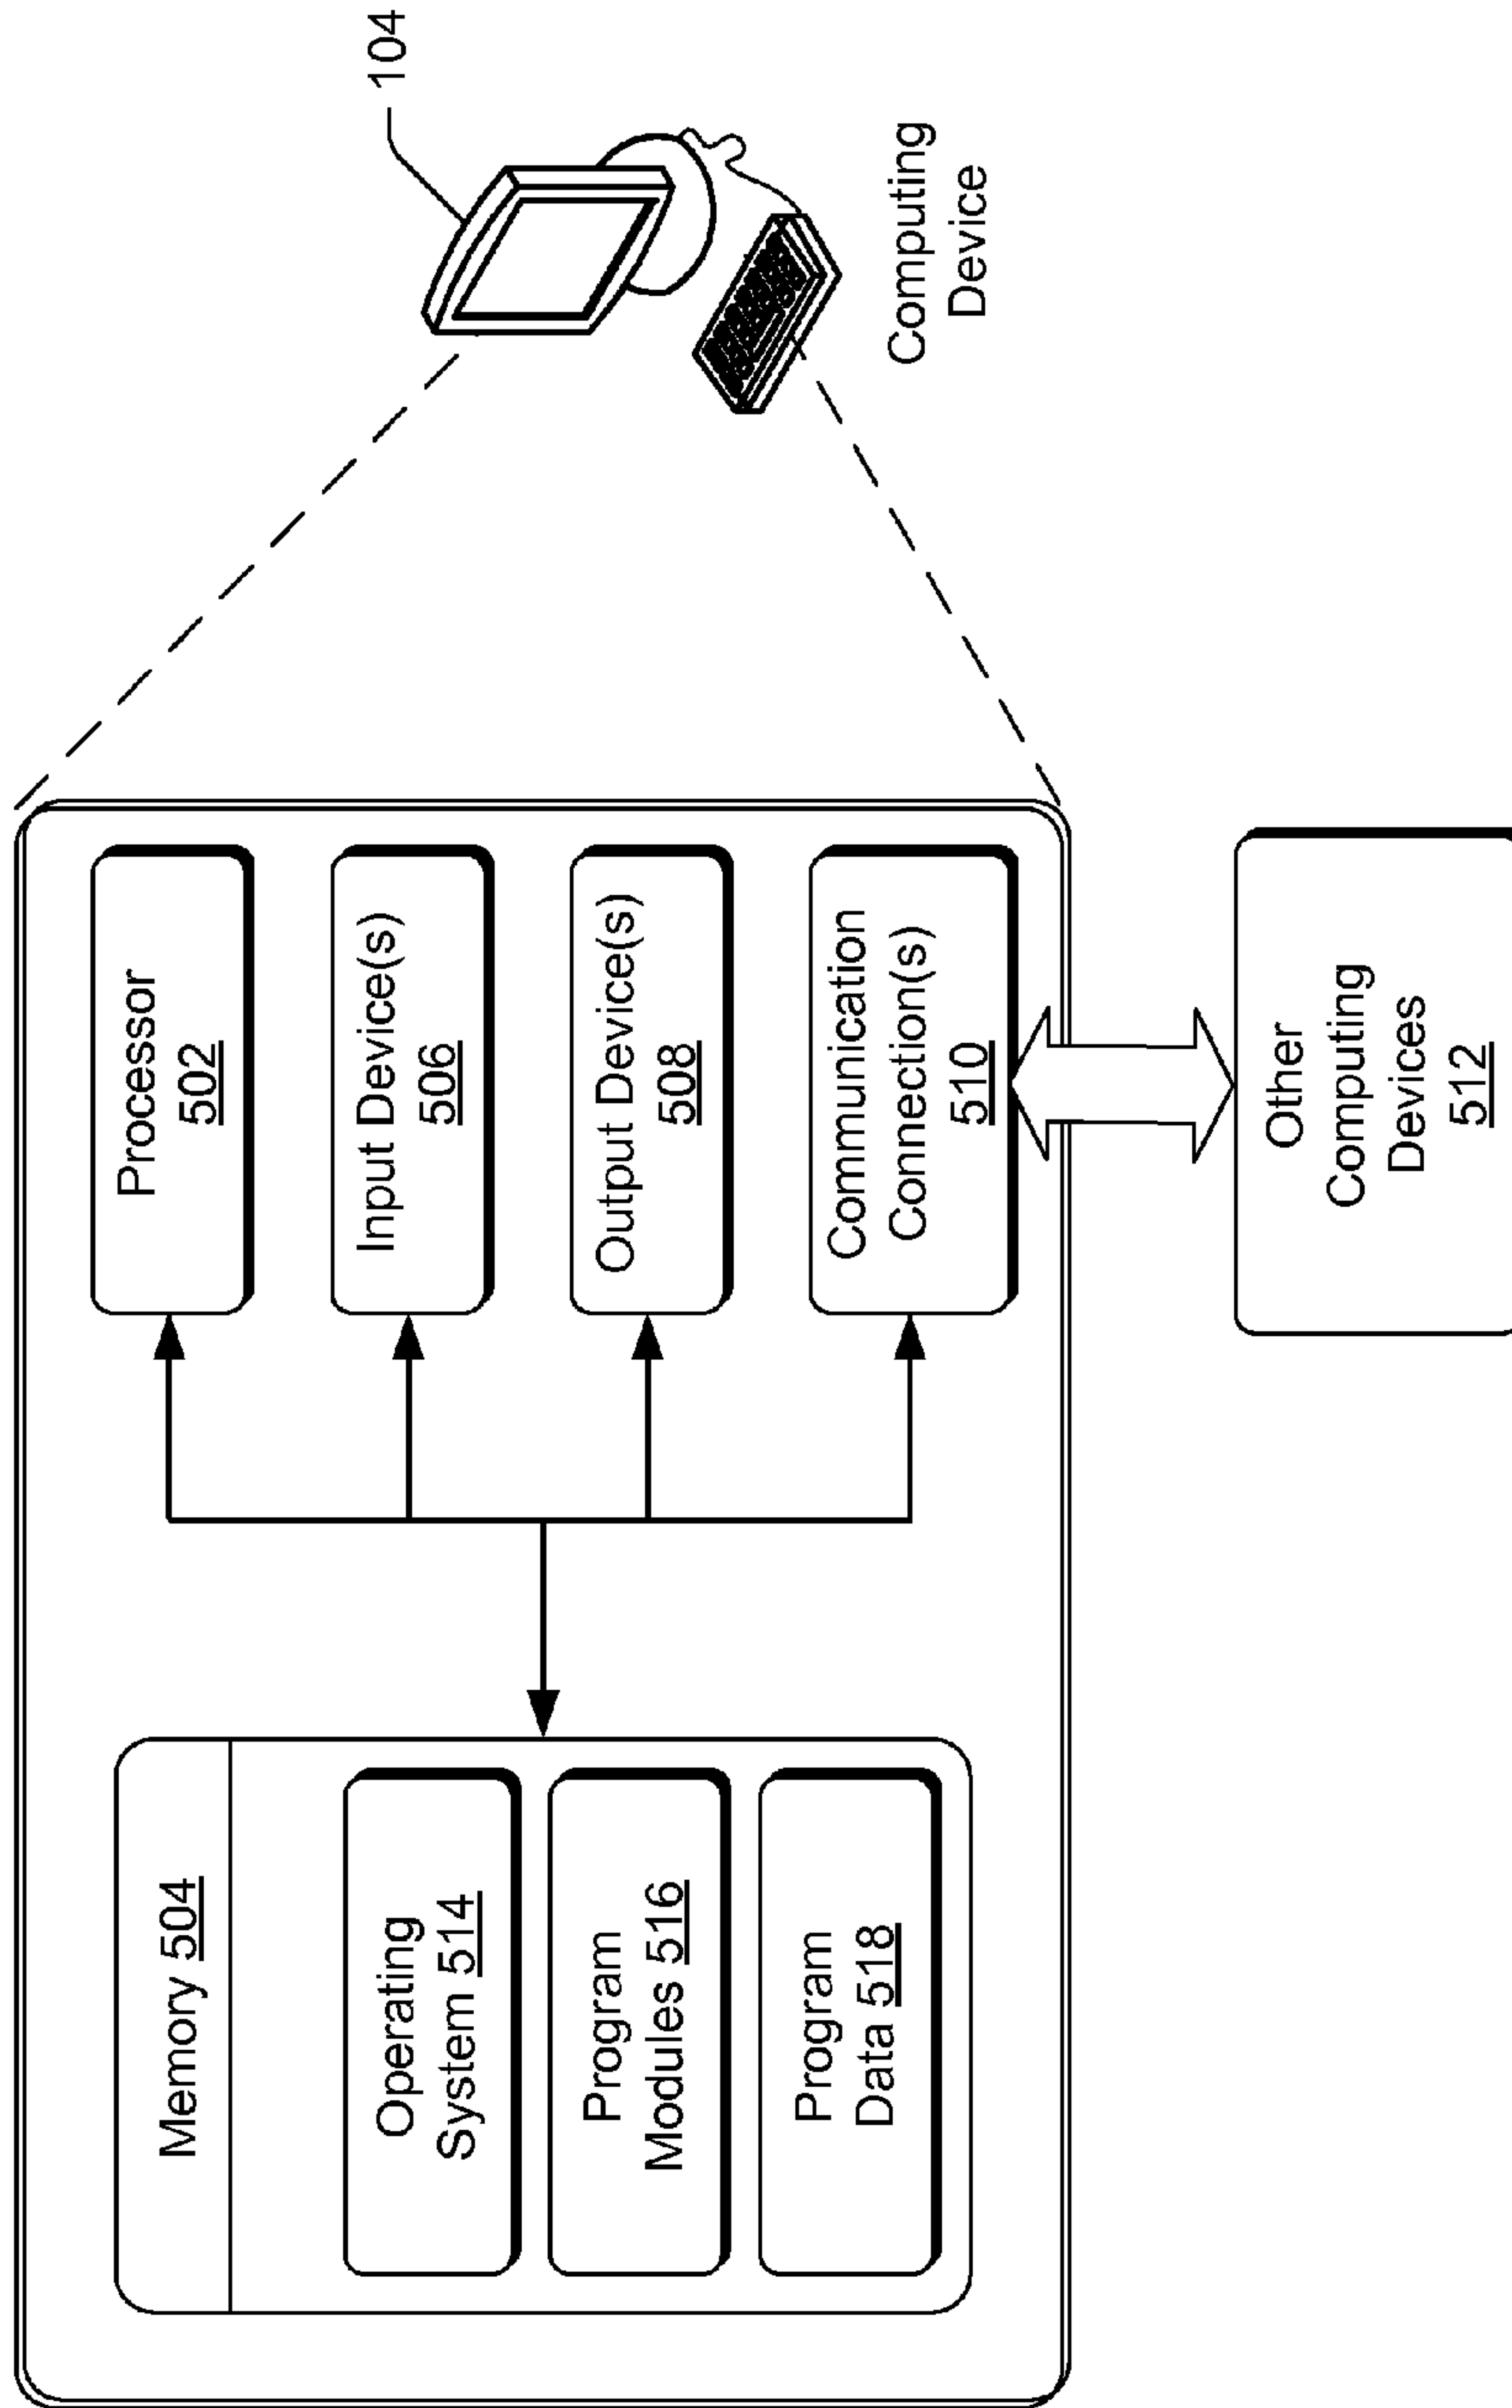 Memory 504
Operating
System 514
Program
Modules 516
Program
Data 518
Processor
502
Input Device(s)
506
Output Device(s)
508
Communication
Connection(s)
510
Other
Computing
Devices
512
104
Computing
Device